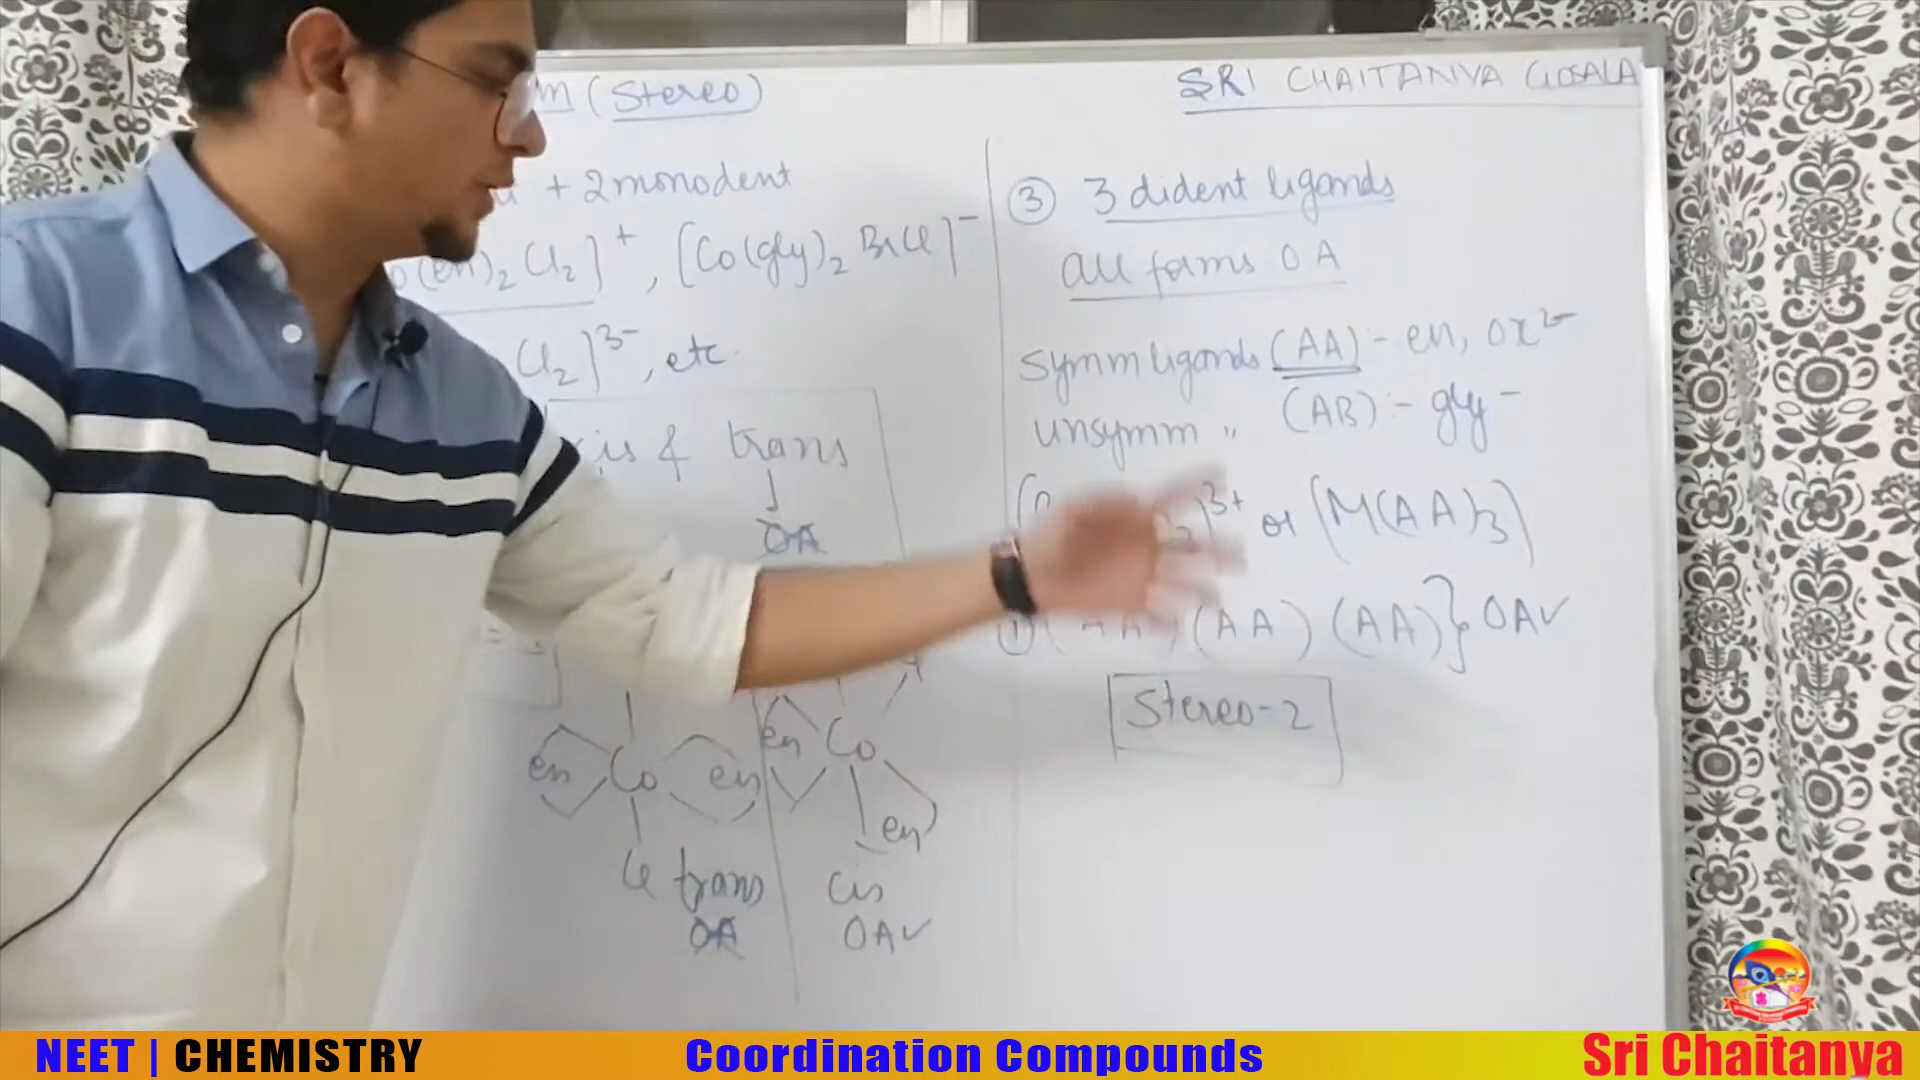 m (Stereo)
SRI CHAITANYA GOSALA
+ 2 monodent
(en)₂ Cl₂]⁺, [Co(gly)₂ BrCl]⁻
Cl₂]³⁻, etc.
cis & trans
OA
en Co en
Cl trans
OA
en Co
en
cis
OA✓
③ 3 dident ligands
all forms OA
Symm ligands (AA) - en, ox²⁻
unsymm " (AB) :- gly⁻
]³⁺ or [M(AA)₃]
① (AA) (AA) (AA)} OA✓
Stereo-2
NEET | CHEMISTRY
Coordination Compounds
Sri Chaitanya